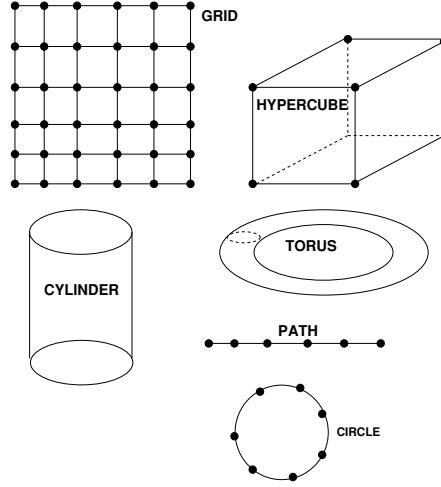 GRID
HYPERCUBE
CYLINDER
TORUS
PATH
CIRCLE